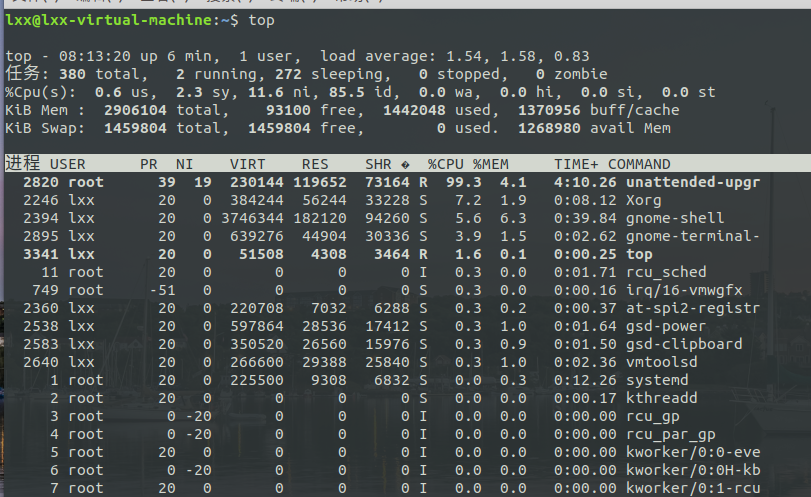 lxx@lxx-virtual-machine:~$ top
top - 08:13:20 up 6 min,  1 user,  load average: 1.54, 1.58, 0.83
任务: 380 total,   2 running, 272 sleeping,   0 stopped,   0 zombie
%Cpu(s):  0.6 us,  2.3 sy, 11.6 ni, 85.5 id,  0.0 wa,  0.0 hi,  0.0 si,  0.0 st
KiB Mem :  2906104 total,    93100 free,  1442048 used,  1370956 buff/cache
KiB Swap:  1459804 total,  1459804 free,        0 used.  1268980 avail Mem
进程 USER      PR  NI    VIRT    RES    SHR �  %CPU %MEM     TIME+ COMMAND
2820 root      39  19  230144 119652  73164 R  99.3  4.1   4:10.26 unattended-upgr
2246 lxx       20   0  384244  56244  33228 S   7.2  1.9   0:08.12 Xorg
2394 lxx       20   0 3746344 182120  94260 S   5.6  6.3   0:39.84 gnome-shell
2895 lxx       20   0  639276  44904  30336 S   3.9  1.5   0:02.62 gnome-terminal-
3341 lxx       20   0   51508   4308   3464 R   1.6  0.1   0:00.25 top
11 root      20   0       0      0      0 I   0.3  0.0   0:01.71 rcu_sched
749 root     -51   0       0      0      0 S   0.3  0.0   0:00.16 irq/16-vmwgfx
2360 lxx       20   0  220708   7032   6288 S   0.3  0.2   0:00.37 at-spi2-registr
2538 lxx       20   0  597864  28536  17412 S   0.3  1.0   0:01.64 gsd-power
2583 lxx       20   0  350520  26560  15976 S   0.3  0.9   0:01.50 gsd-clipboard
2640 lxx       20   0  266600  29388  25840 S   0.3  1.0   0:02.36 vmtoolsd
1 root      20   0  225500   9308   6832 S   0.0  0.3   0:12.26 systemd
2 root      20   0       0      0      0 S   0.0  0.0   0:00.17 kthreadd
3 root       0 -20       0      0      0 I   0.0  0.0   0:00.00 rcu_gp
4 root       0 -20       0      0      0 I   0.0  0.0   0:00.00 rcu_par_gp
5 root      20   0       0      0      0 I   0.0  0.0   0:00.00 kworker/0:0-eve
6 root       0 -20       0      0      0 I   0.0  0.0   0:00.00 kworker/0:0H-kb
7 root      20   0       0      0      0 I   0.0  0.0   0:00.00 kworker/0:1-rcu